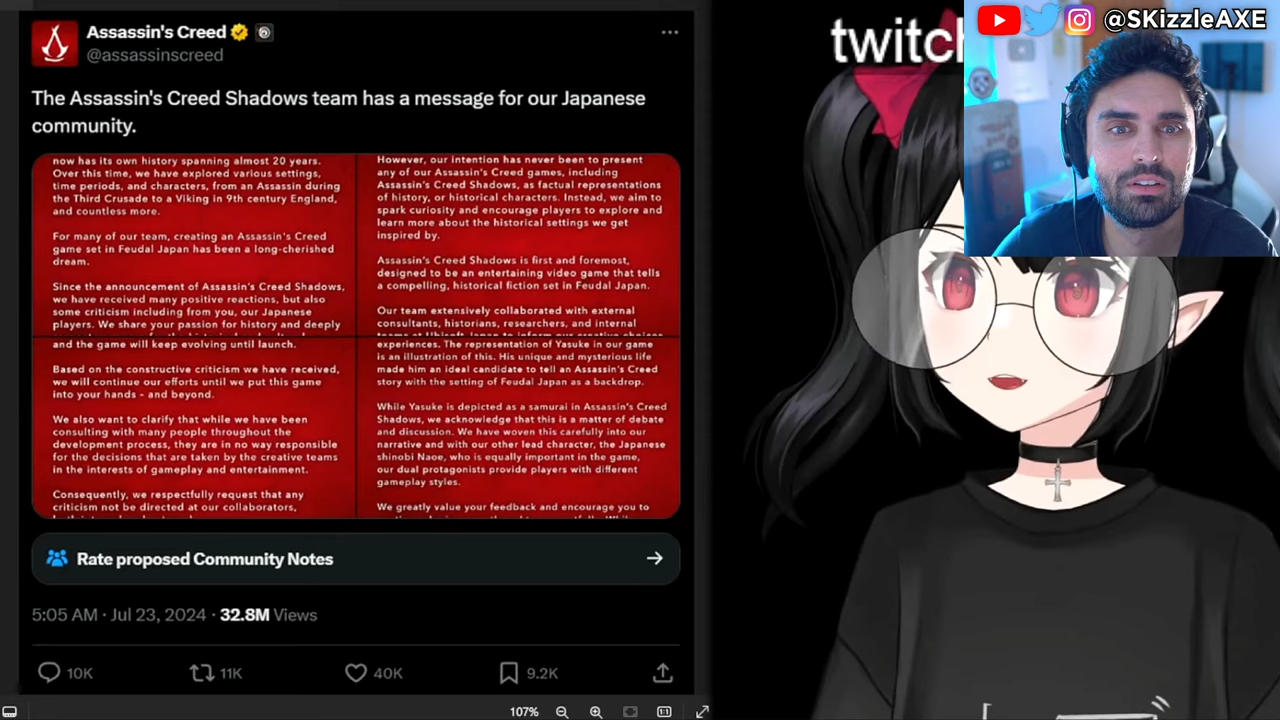 Assassin's Creed
@assassinscreed
The Assassin's Creed Shadows team has a message for our Japanese
community.
now has its own history spanning almost 20 years.
Over this time, we have explored various settings,
time periods, and characters, from an Assassin during
the Third Crusade to a Viking in 9th century England,
and countless more.
For many of our team, creating an Assassin's Creed
game set in Feudal Japan has been a long-cherished
dream.
Since the announcement of Assassin's Creed Shadows,
we have received many positive reactions, but also
some criticism including from you, our Japanese
players. We share your passion for history and deeply
However, our intention has never been to present
any of our Assassin's Creed games, including
Assassin's Creed Shadows, as factual representations
of history, or historical characters. Instead, we aim to
spark curiosity and encourage players to explore and
learn more about the historical settings we get
inspired by.
Assassin's Creed Shadows is first and foremost,
designed to be an entertaining video game that tells
a compelling, historical fiction set in Feudal Japan.
Our team extensively collaborated with external
consultants, historians, researchers, and internal
teams at Ubisoft Japan to inform our creative choices
and the game will keep evolving until launch.
Based on the constructive criticism we have received,
we will continue our efforts until we put this game
into your hands - and beyond.
We also want to clarify that while we have been
consulting with many people throughout the
development process, they are in no way responsible
for the decisions that are taken by the creative teams
in the interests of gameplay and entertainment.
Consequently, we respectfully request that any
criticism not be directed at our collaborators,
experiences. The representation of Yasuke in our game
is an illustration of this. His unique and mysterious life
made him an ideal candidate to tell an Assassin's Creed
story with the setting of Feudal Japan as a backdrop.
While Yasuke is depicted as a samurai in Assassin's Creed
Shadows, we acknowledge that this is a matter of debate
and discussion. We have woven this carefully into our
narrative and with our other lead character, the Japanese
shinobi Naoe, who is equally important in the game,
our dual protagonists provide players with different
gameplay styles.
We greatly value your feedback and encourage you to
Rate proposed Community Notes
5:05 AM · Jul 23, 2024 · 32.8M Views
10K 11K 40K 9.2K
107%
1:1
twitch
@SKizzleAXE